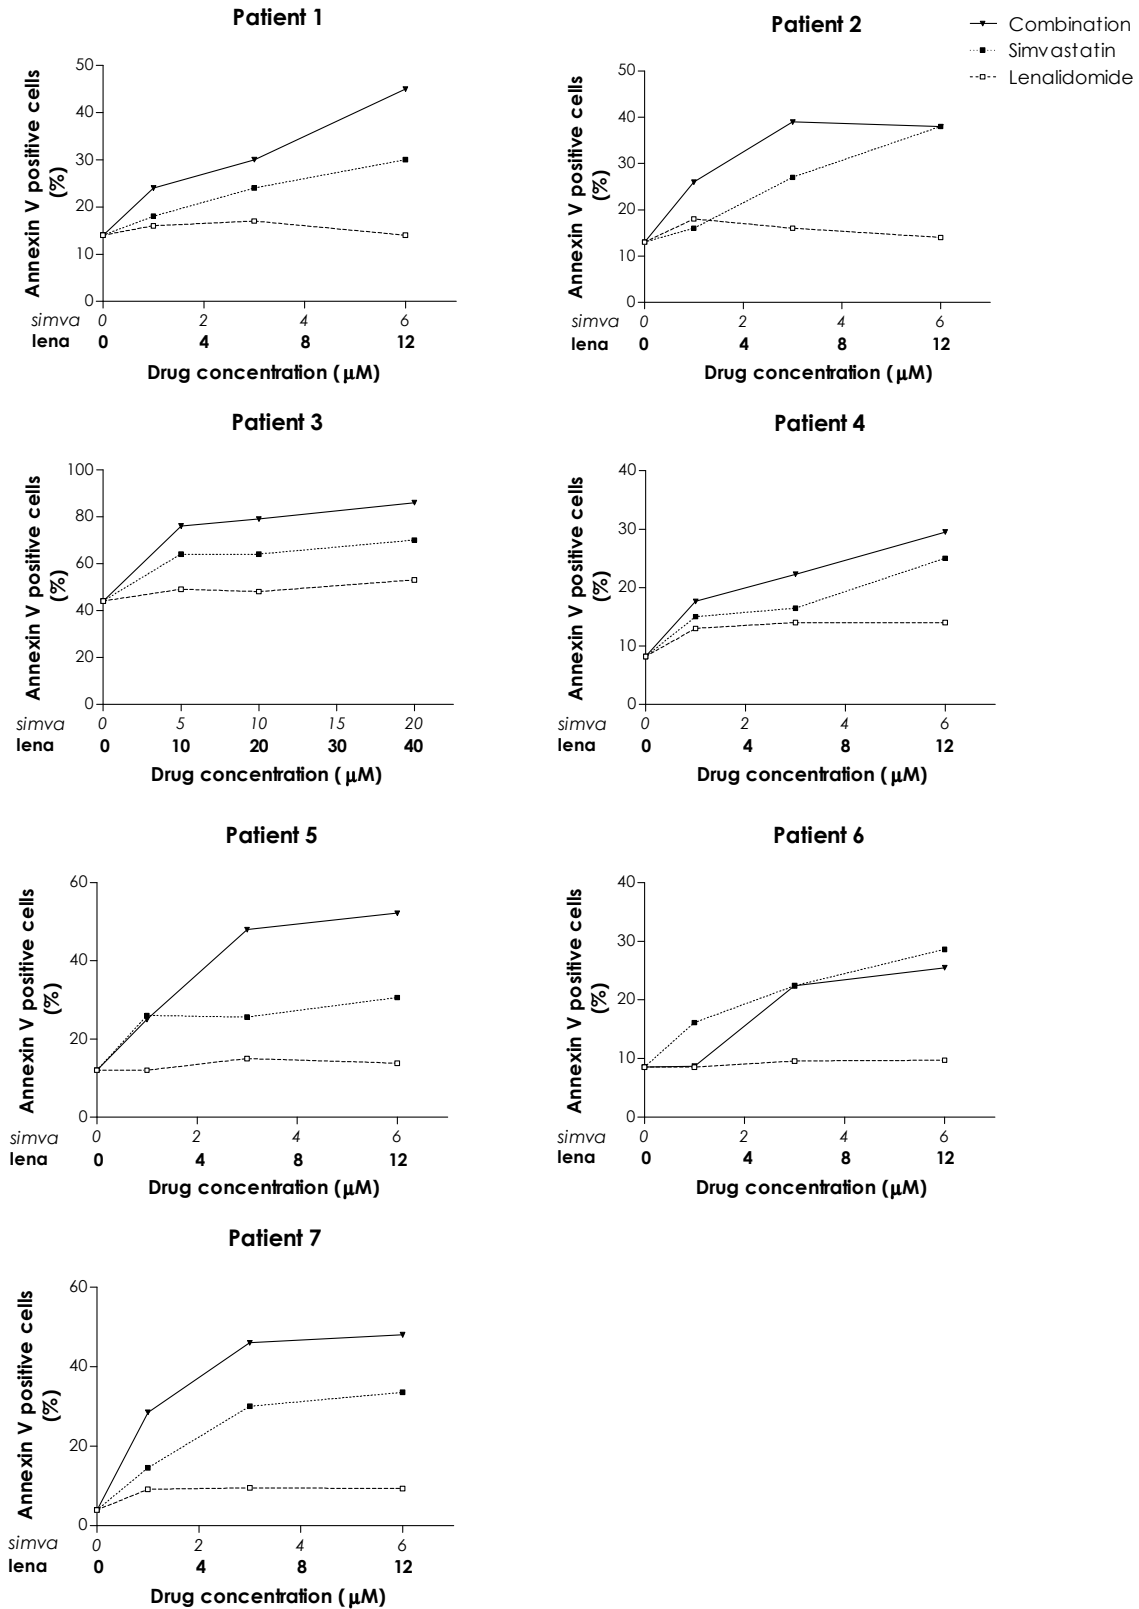 Patient 1
Annexin V positive cells
(%)
50
40
30
20
10
0
simva 0 2 4 6
lena 0 4 8 12
Drug concentration ( μM)
Patient 2
Combination
Simvastatin
Lenalidomide
Annexin V positive cells
(%)
50
40
30
20
10
0
simva 0 2 4 6
lena 0 4 8 12
Drug concentration ( μM)
Patient 3
Annexin V positive cells
(%)
100
80
60
40
20
0
simva 0 5 10 15 20
lena 0 10 20 30 40
Drug concentration ( μM)
Patient 4
Annexin V positive cells
(%)
40
30
20
10
0
simva 0 2 4 6
lena 0 4 8 12
Drug concentration ( μM)
Patient 5
Annexin V positive cells
(%)
60
40
20
0
simva 0 2 4 6
lena 0 4 8 12
Drug concentration (μM)
Patient 6
Annexin V positive cells
(%)
40
30
20
10
0
simva 0 2 4 6
lena 0 4 8 12
Drug concentration (μM)
Patient 7
Annexin V positive cells
(%)
60
40
20
0
simva 0 2 4 6
lena 0 4 8 12
Drug concentration ( μM)